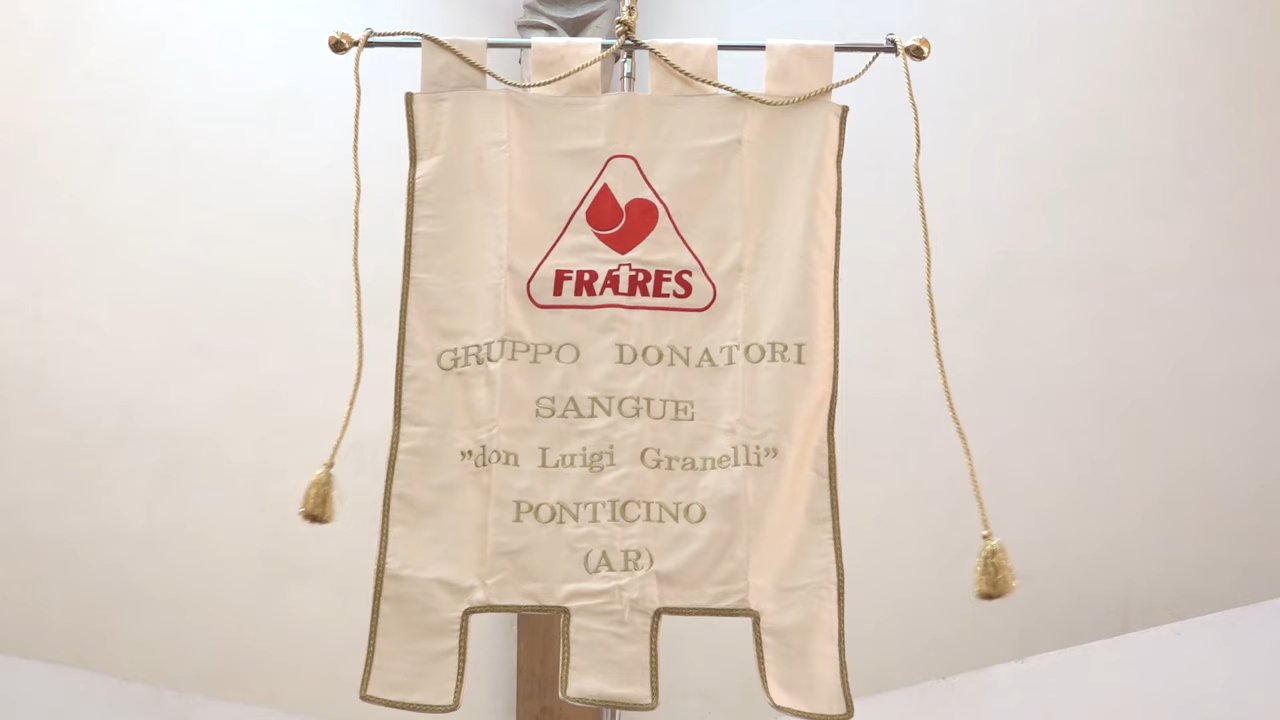 FRATRES
GRUPPO DONATORI
SANGUE
”don Luigi Granelli”
PONTICINO
(AR)